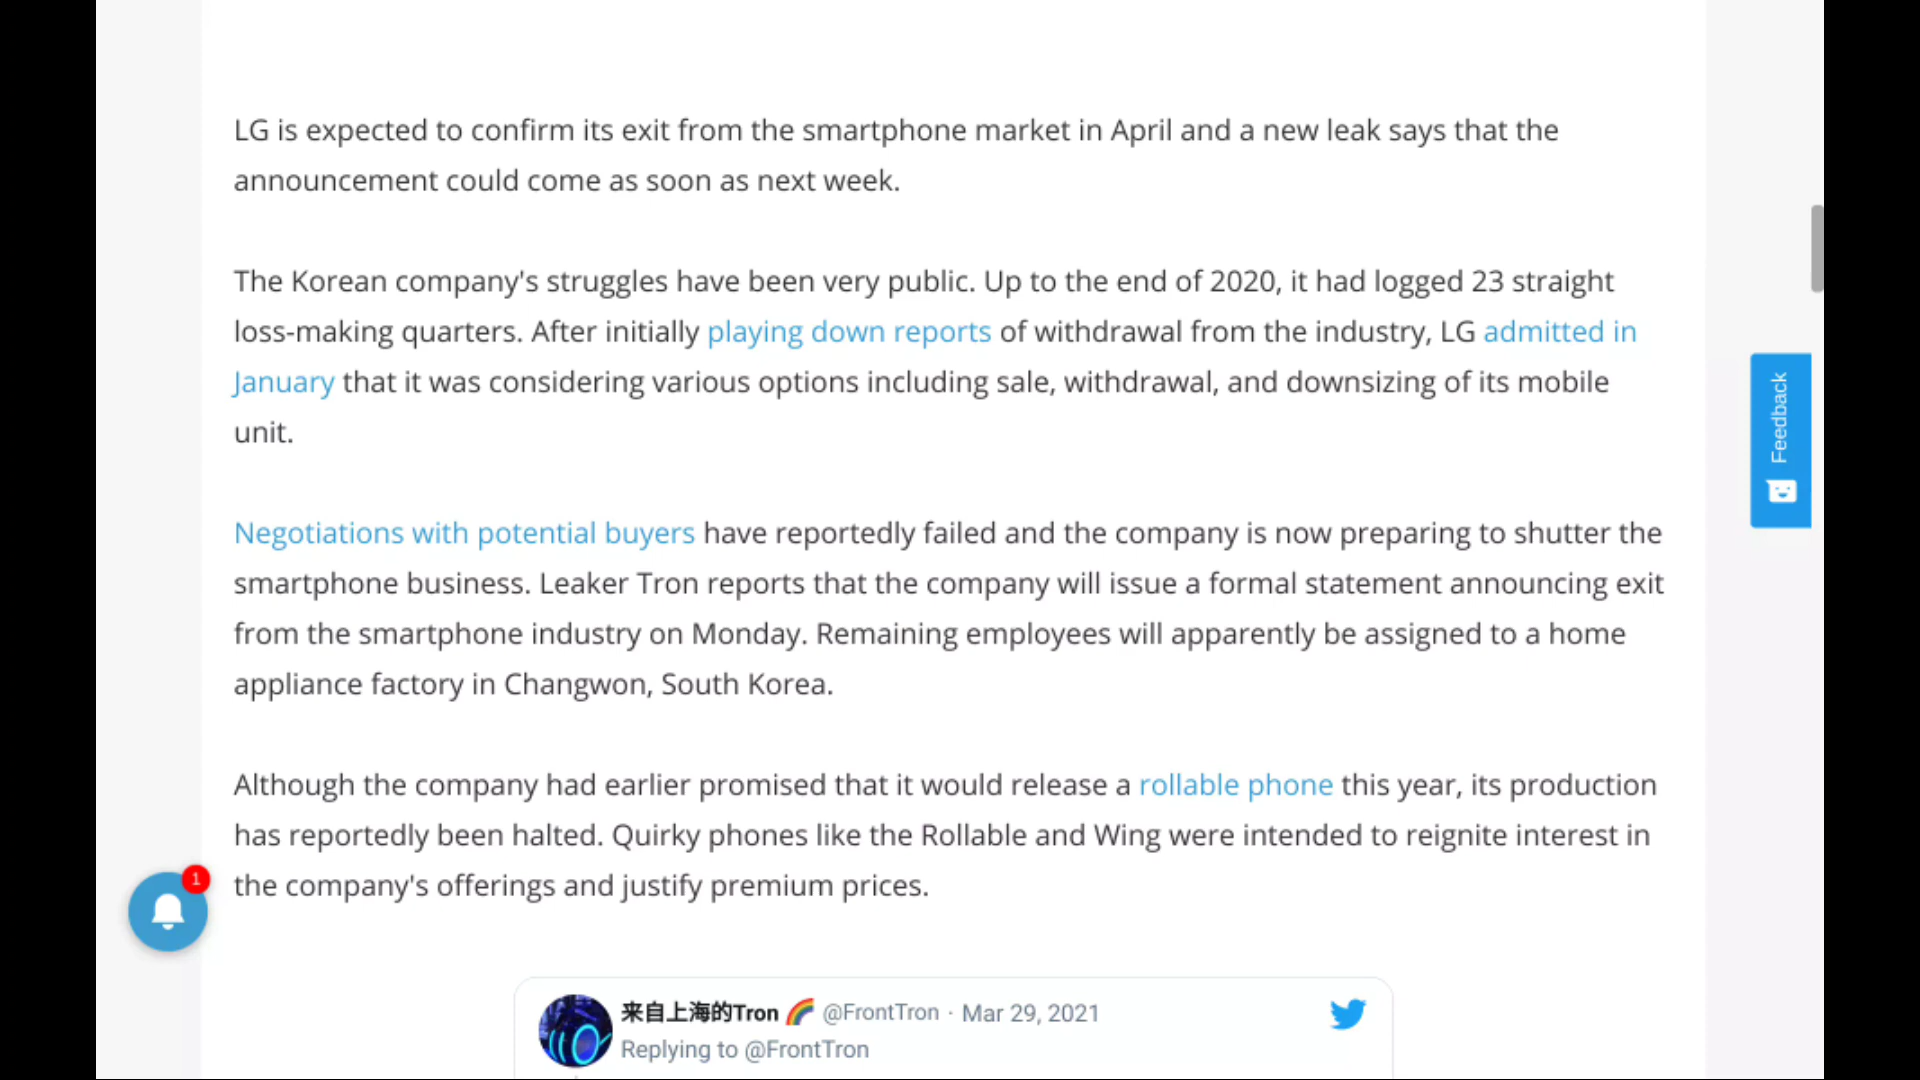 LG is expected to confirm its exit from the smartphone market in April and a new leak says that the
announcement could come as soon as next week.
The Korean company's struggles have been very public. Up to the end of 2020, it had logged 23 straight
loss-making quarters. After initially playing down reports of withdrawal from the industry, LG admitted in
January that it was considering various options including sale, withdrawal, and downsizing of its mobile
unit.
Negotiations with potential buyers have reportedly failed and the company is now preparing to shutter the
smartphone business. Leaker Tron reports that the company will issue a formal statement announcing exit
from the smartphone industry on Monday. Remaining employees will apparently be assigned to a home
appliance factory in Changwon, South Korea.
Although the company had earlier promised that it would release a rollable phone this year, its production
has reportedly been halted. Quirky phones like the Rollable and Wing were intended to reignite interest in
the company's offerings and justify premium prices.
来自上海的Tron 🌈 @FrontTron · Mar 29, 2021
Replying to @FrontTron
Feedback
1